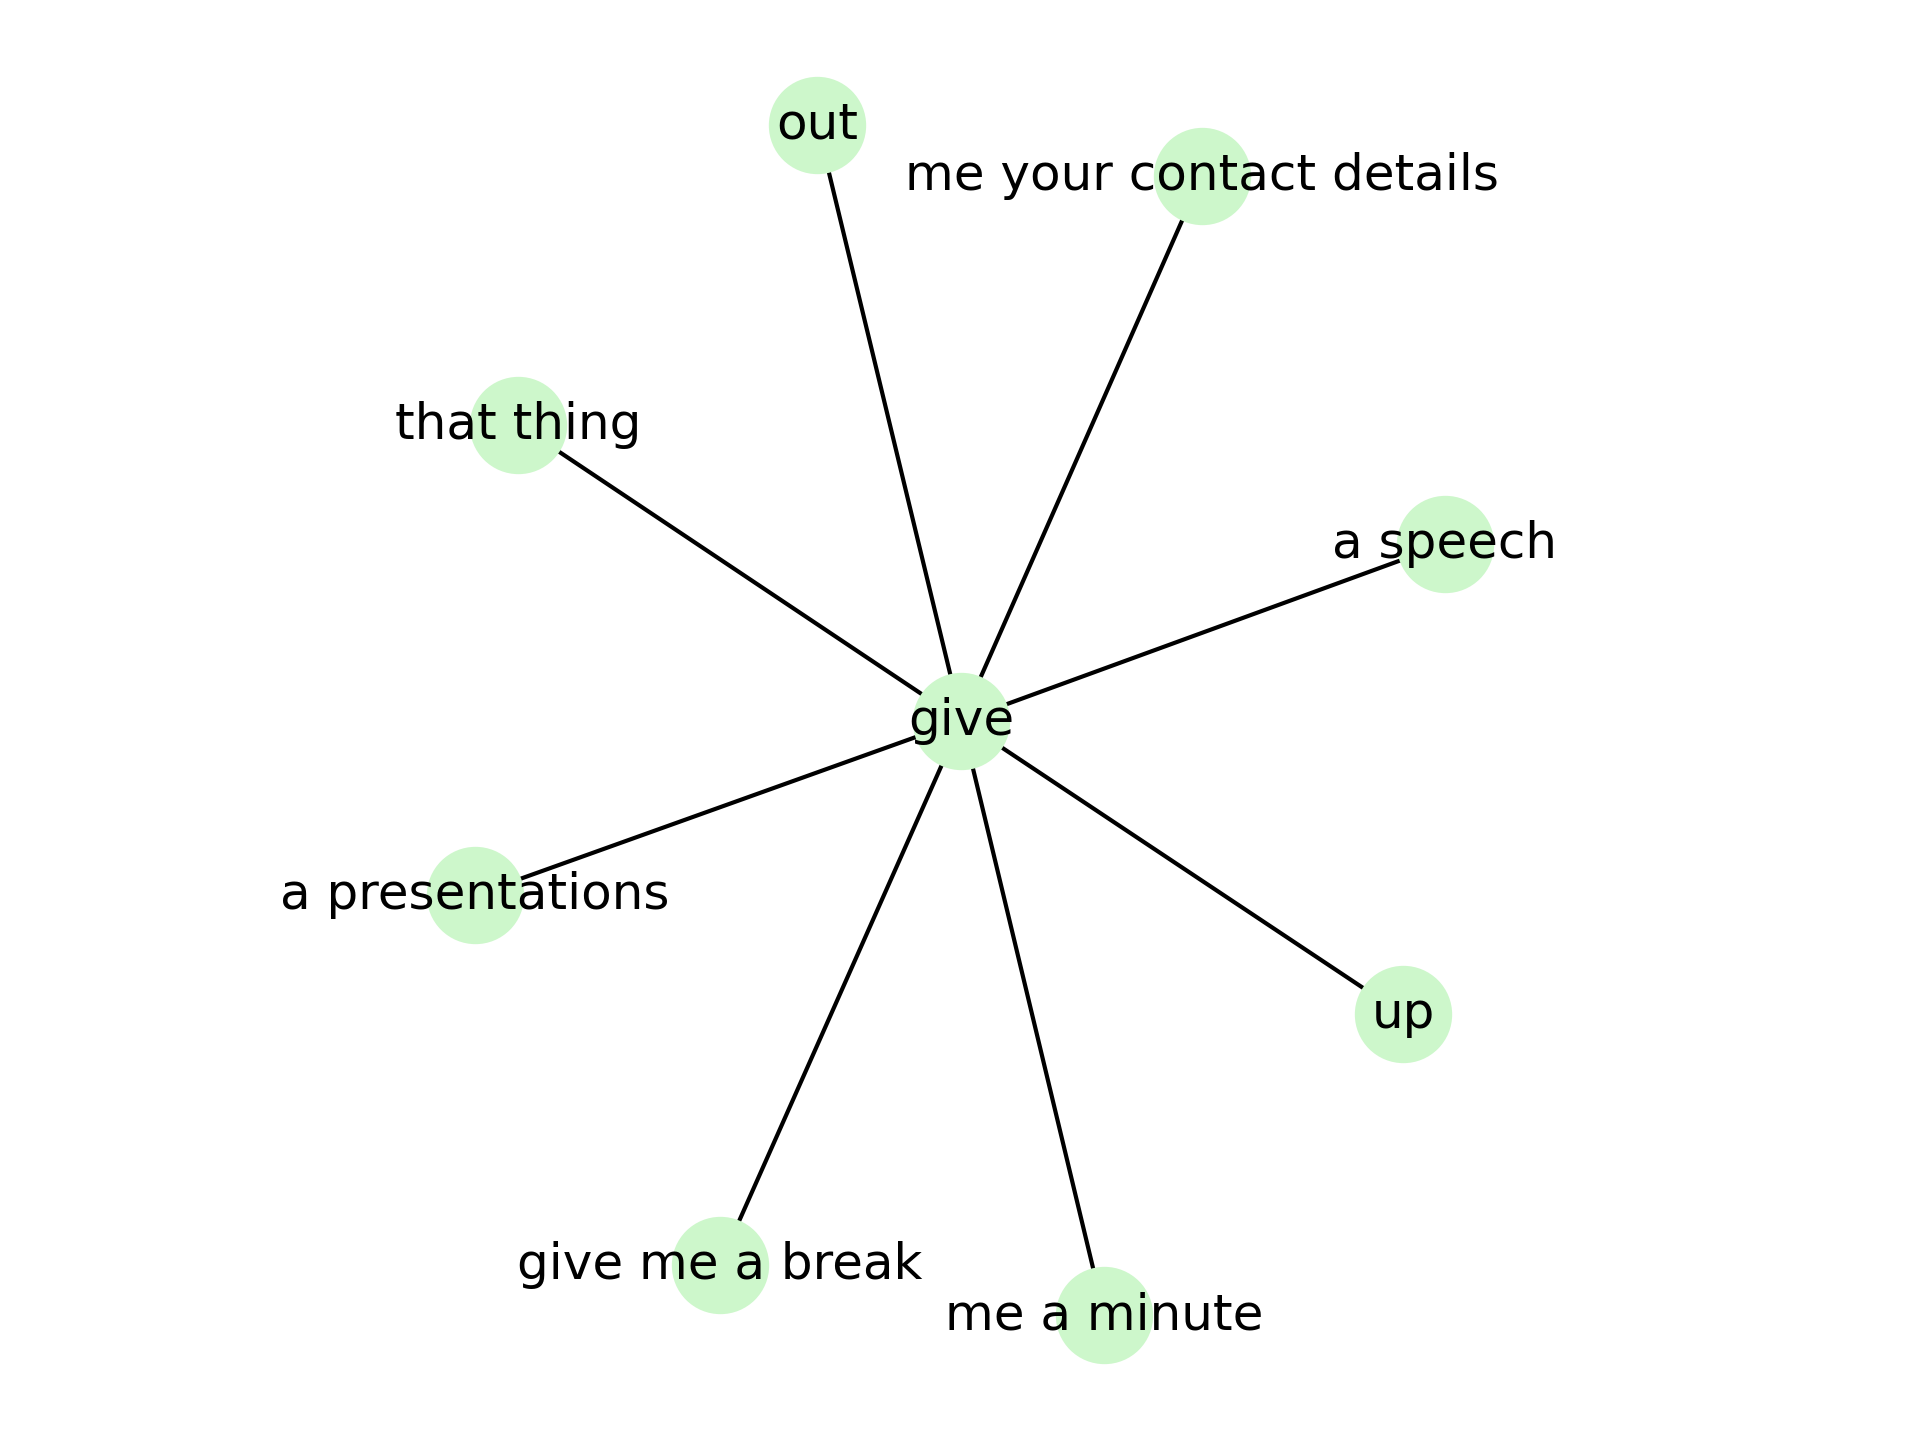 out
me your contact details
that thing
a speech
give
a presentations
up
give me a break
me a minute